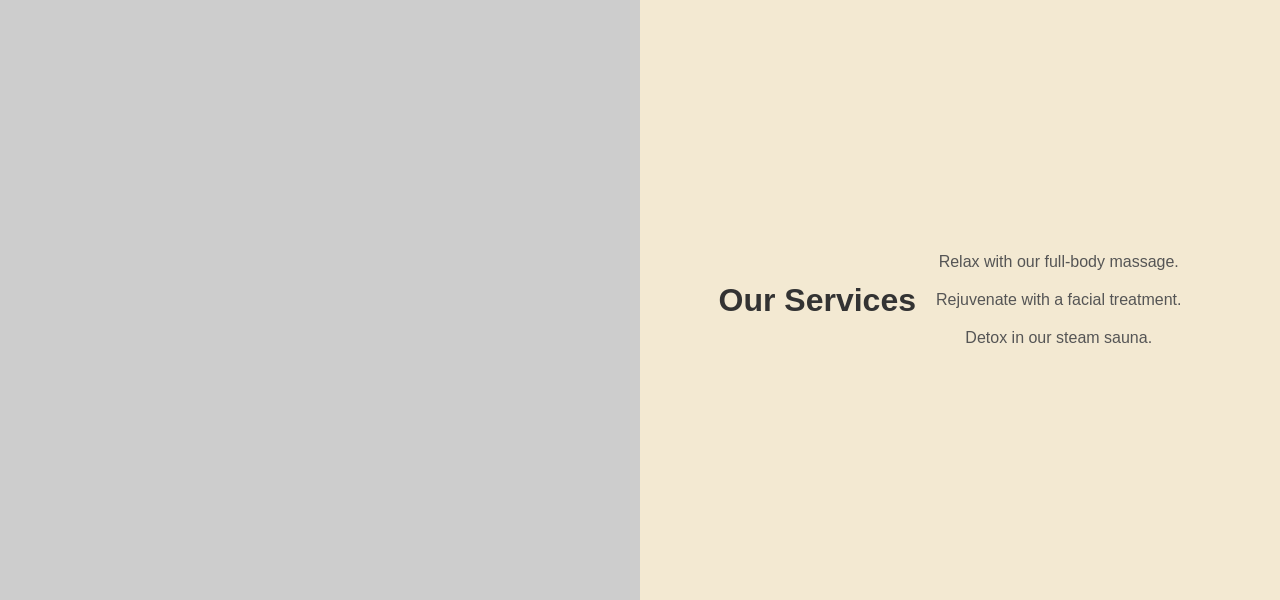 Our Services
Relax with our full-body massage.
Rejuvenate with a facial treatment.
Detox in our steam sauna.